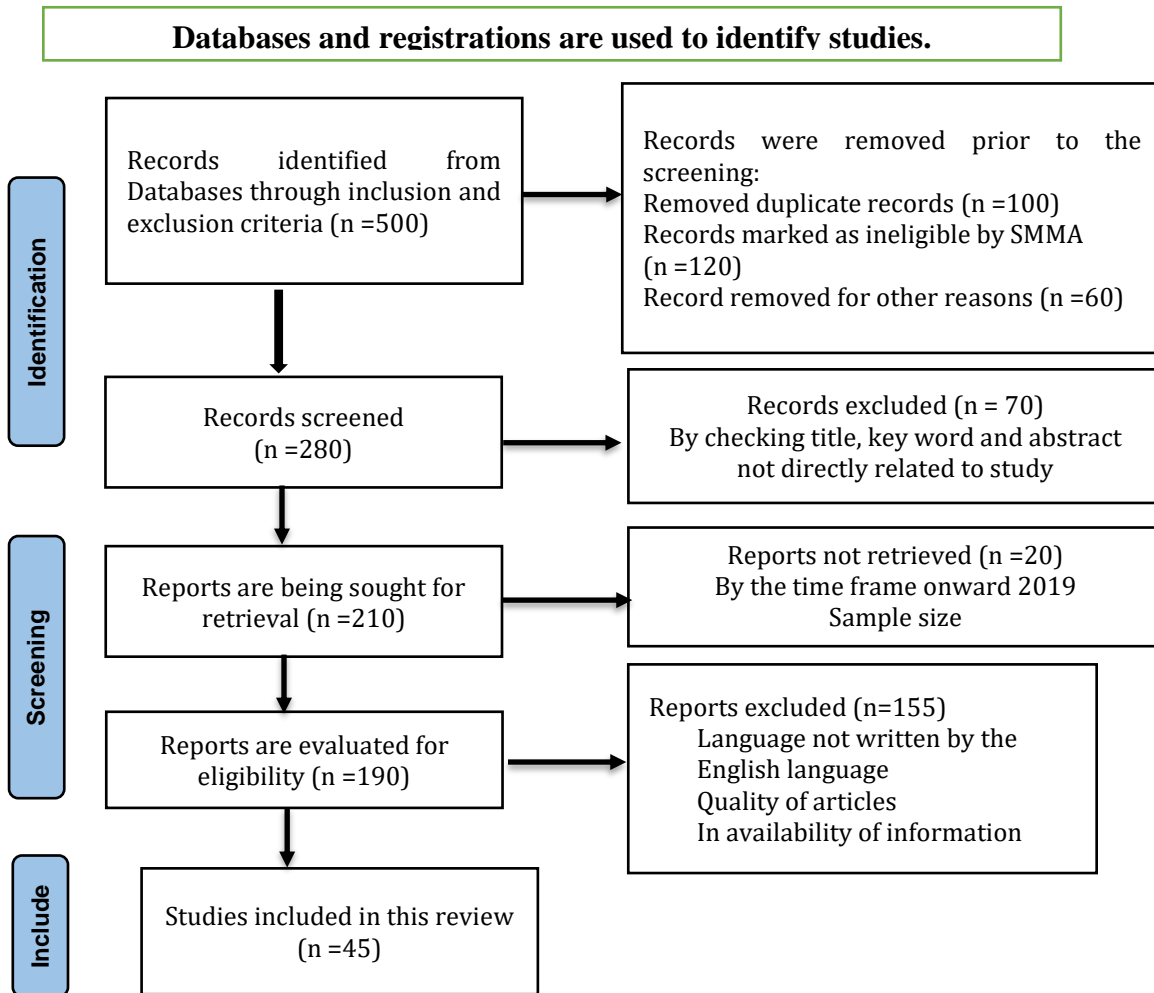 Databases and registrations are used to identify studies.
Identification
Records identified from
Databases through inclusion and
exclusion criteria (n =500)
Records were removed prior to the
screening:
Removed duplicate records (n =100)
Records marked as ineligible by SMMA
(n =120)
Record removed for other reasons (n =60)
Records screened
(n =280)
Records excluded (n = 70)
By checking title, key word and abstract
not directly related to study
Screening
Reports are being sought for
retrieval (n =210)
Reports not retrieved (n =20)
By the time frame onward 2019
Sample size
Reports are evaluated for
eligibility (n =190)
Reports excluded (n=155)
Language not written by the
English language
Quality of articles
In availability of information
Include
Studies included in this review
(n =45)